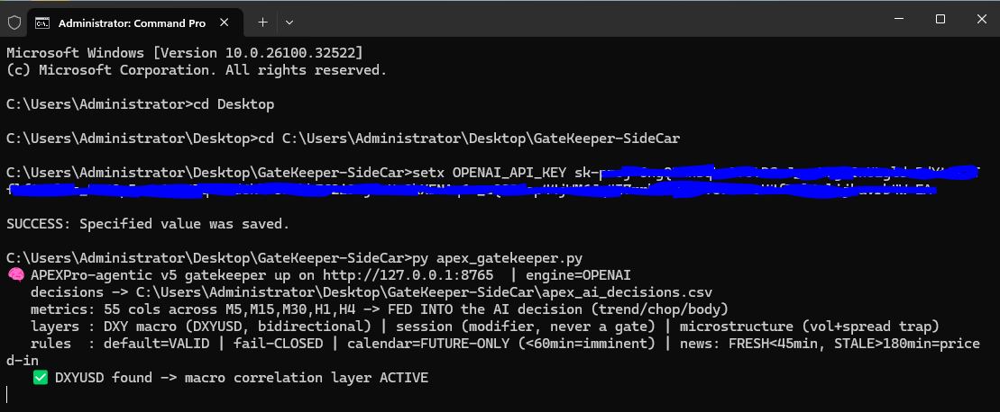 Administrator: Command Pro
Microsoft Windows [Version 10.0.26100.32522]
(c) Microsoft Corporation. All rights reserved.
C:\Users\Administrator>cd Desktop
C:\Users\Administrator\Desktop>cd C:\Users\Administrator\Desktop\GateKeeper-SideCar
C:\Users\Administrator\Desktop\GateKeeper-SideCar>setx OPENAI_API_KEY
SUCCESS: Specified value was saved.
C:\Users\Administrator\Desktop\GateKeeper-SideCar>py apex_gatekeeper.py
🧠 APEXPro-agentic v5 gatekeeper up on http://127.0.0.1:8765 | engine=OPENAI
decisions -> C:\Users\Administrator\Desktop\GateKeeper-SideCar\apex_ai_decisions.csv
metrics: 55 cols across M5,M15,M30,H1,H4 -> FED INTO the AI decision (trend/chop/body)
layers : DXY macro (DXYUSD, bidirectional) | session (modifier, never a gate) | microstructure (vol+spread trap)
rules  : default=VALID | fail-CLOSED | calendar=FUTURE-ONLY (<60min=imminent) | news: FRESH<45min, STALE>180min=price
d-in
✅ DXYUSD found -> macro correlation layer ACTIVE